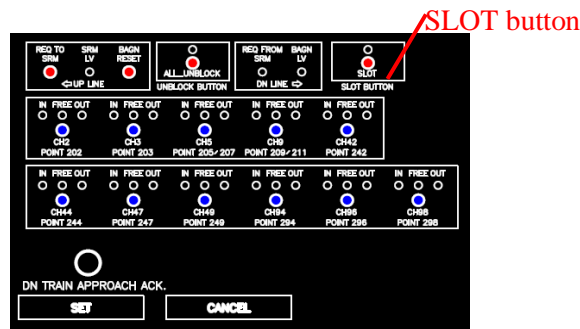 SLOT button
REQ TO SRM BAGN REQ FROM BAGN
SRM LV RESET ALL_UNBLOCK SRM LV SLOT
⇦UP LINE UNBLOCK BUTTON DN LINE ⇨ SLOT BUTTON
IN FREE OUT IN FREE OUT IN FREE OUT IN FREE OUT IN FREE OUT
CH2 CH3 CH5 CH9 CH42
POINT 202 POINT 203 POINT 205/207 POINT 209/211 POINT 242
IN FREE OUT IN FREE OUT IN FREE OUT IN FREE OUT IN FREE OUT IN FREE OUT
CH44 CH47 CH49 CH94 CH96 CH98
POINT 244 POINT 247 POINT 249 POINT 294 POINT 296 POINT 298
DN TRAIN APPROACH ACK.
SET CANCEL